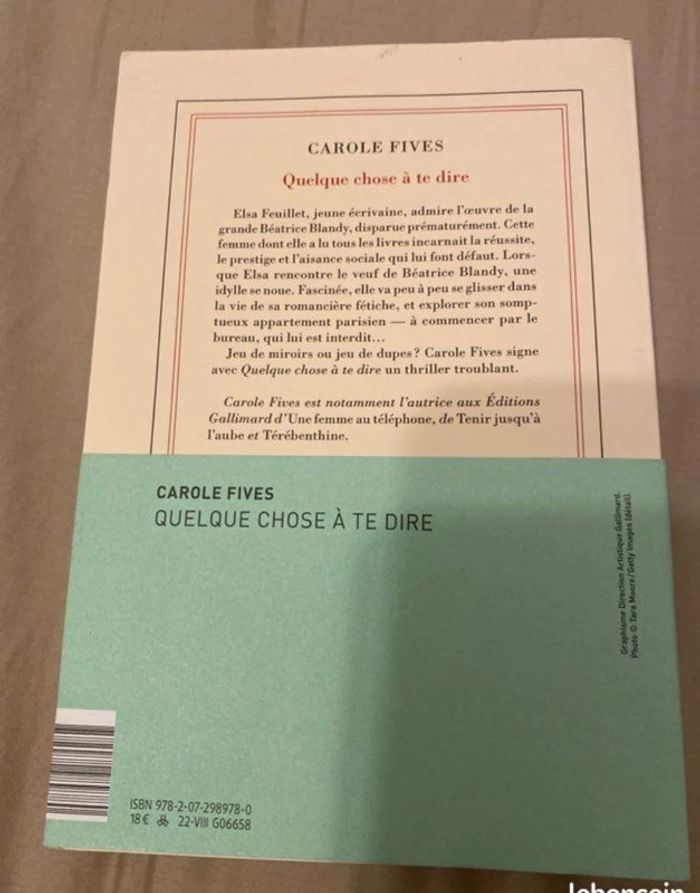 CAROLE FIVES
Quelque chose à te dire
Elsa Feuillet, jeune écrivaine, admire l'œuvre de la
grande Béatrice Blandy, disparue prématurément. Cette
femme dont elle a lu tous les livres incarnait la réussite,
le prestige et l'aisance sociale qui lui font défaut. Lors-
que Elsa rencontre le veuf de Béatrice Blandy, une
idylle se noue. Fascinée, elle va peu à peu se glisser dans
la vie de sa romancière fétiche, et explorer son somp-
tueux appartement parisien — à commencer par le
bureau, qui lui est interdit...
Jeu de miroirs ou jeu de dupes ? Carole Fives signe
avec Quelque chose à te dire un thriller troublant.
Carole Fives est notamment l'autrice aux Éditions
Gallimard d'Une femme au téléphone, de Tenir jusqu'à
l'aube et Térébenthine.
CAROLE FIVES
QUELQUE CHOSE À TE DIRE
Graphisme Direction Artistique Gallimard.
Photo © Tara Moore / Getty Images (détail).
ISBN 978-2-07-298978-0
18 € 22-VIII G06658
leboncoin